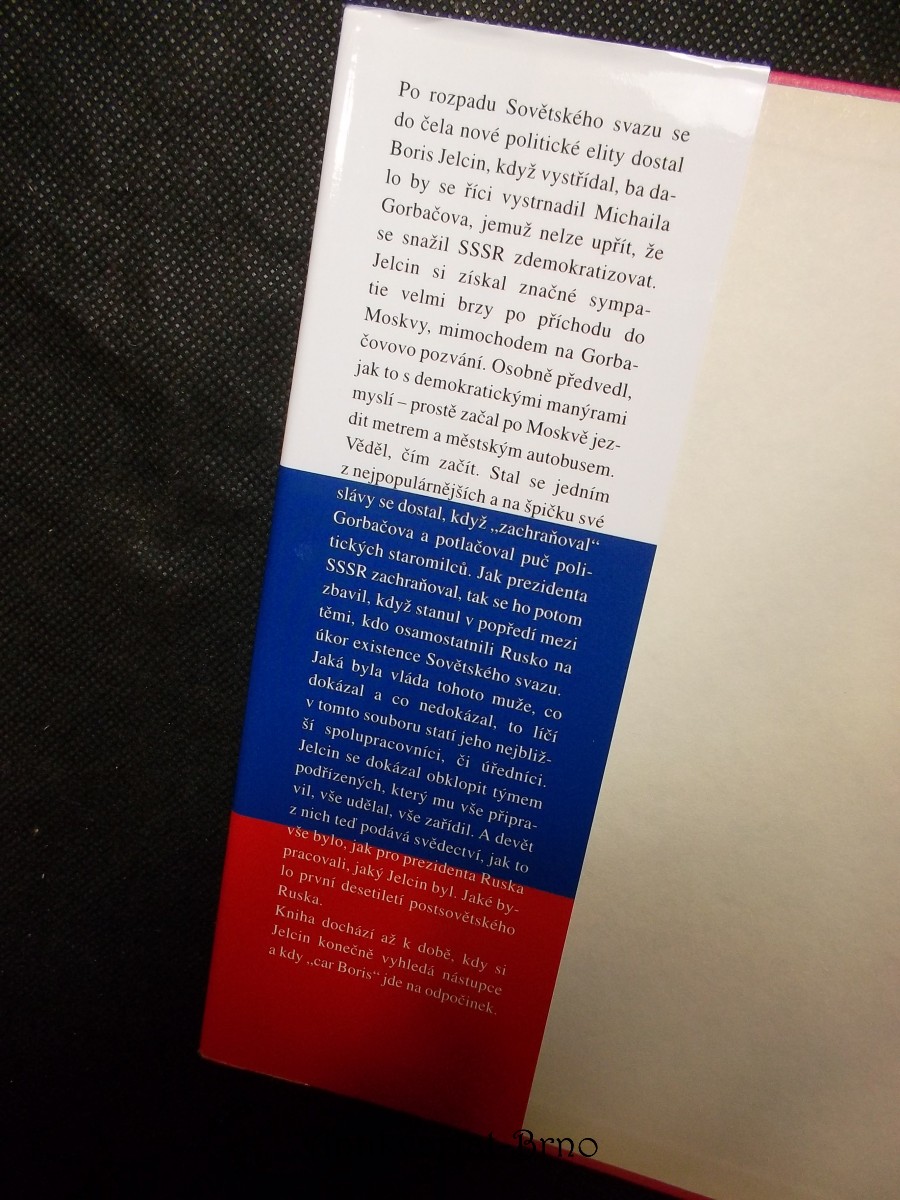 Po rozpadu Sovětského svazu se
do čela nové politické elity dostal
Boris Jelcin, když vystřídal, ba da-
lo by se říci vystrnadil Michaila
Gorbačova, jemuž nelze upřít, že
se snažil SSSR zdemokratizovat.
Jelcin si získal značné sympa-
tie velmi brzy po příchodu do
Moskvy, mimochodem na Gorba-
čovovo pozvání. Osobně předvedl,
jak to s demokratickými manýrami
myslí – prostě začal po Moskvě jez-
dit metrem a městským autobusem.
Věděl, čím začít. Stal se jedním
z nejpopulárnějších a na špičku své
slávy se dostal, když „zachraňoval“
Gorbačova a potlačoval puč poli-
tických staromilců. Jak prezidenta
SSSR zachraňoval, tak se ho potom
zbavil, když stanul v popředí mezi
těmi, kdo osamostatnili Rusko na
úkor existence Sovětského svazu.
Jaká byla vláda tohoto muže, co
dokázal a co nedokázal, to líčí
v tomto souboru statí jeho nejbliž-
ší spolupracovníci, či úředníci.
Jelcin se dokázal obklopit týmem
podřízených, který mu vše připra-
vil, vše udělal, vše zařídil. A devět
z nich teď podává svědectví, jak to
vše bylo, jak pro prezidenta Ruska
pracovali, jaký Jelcin byl. Jaké by-
lo první desetiletí postsovětského
Ruska.
Kniha dochází až k době, kdy si
Jelcin konečně vyhledá nástupce
a kdy „car Boris“ jde na odpočinek.
Brno